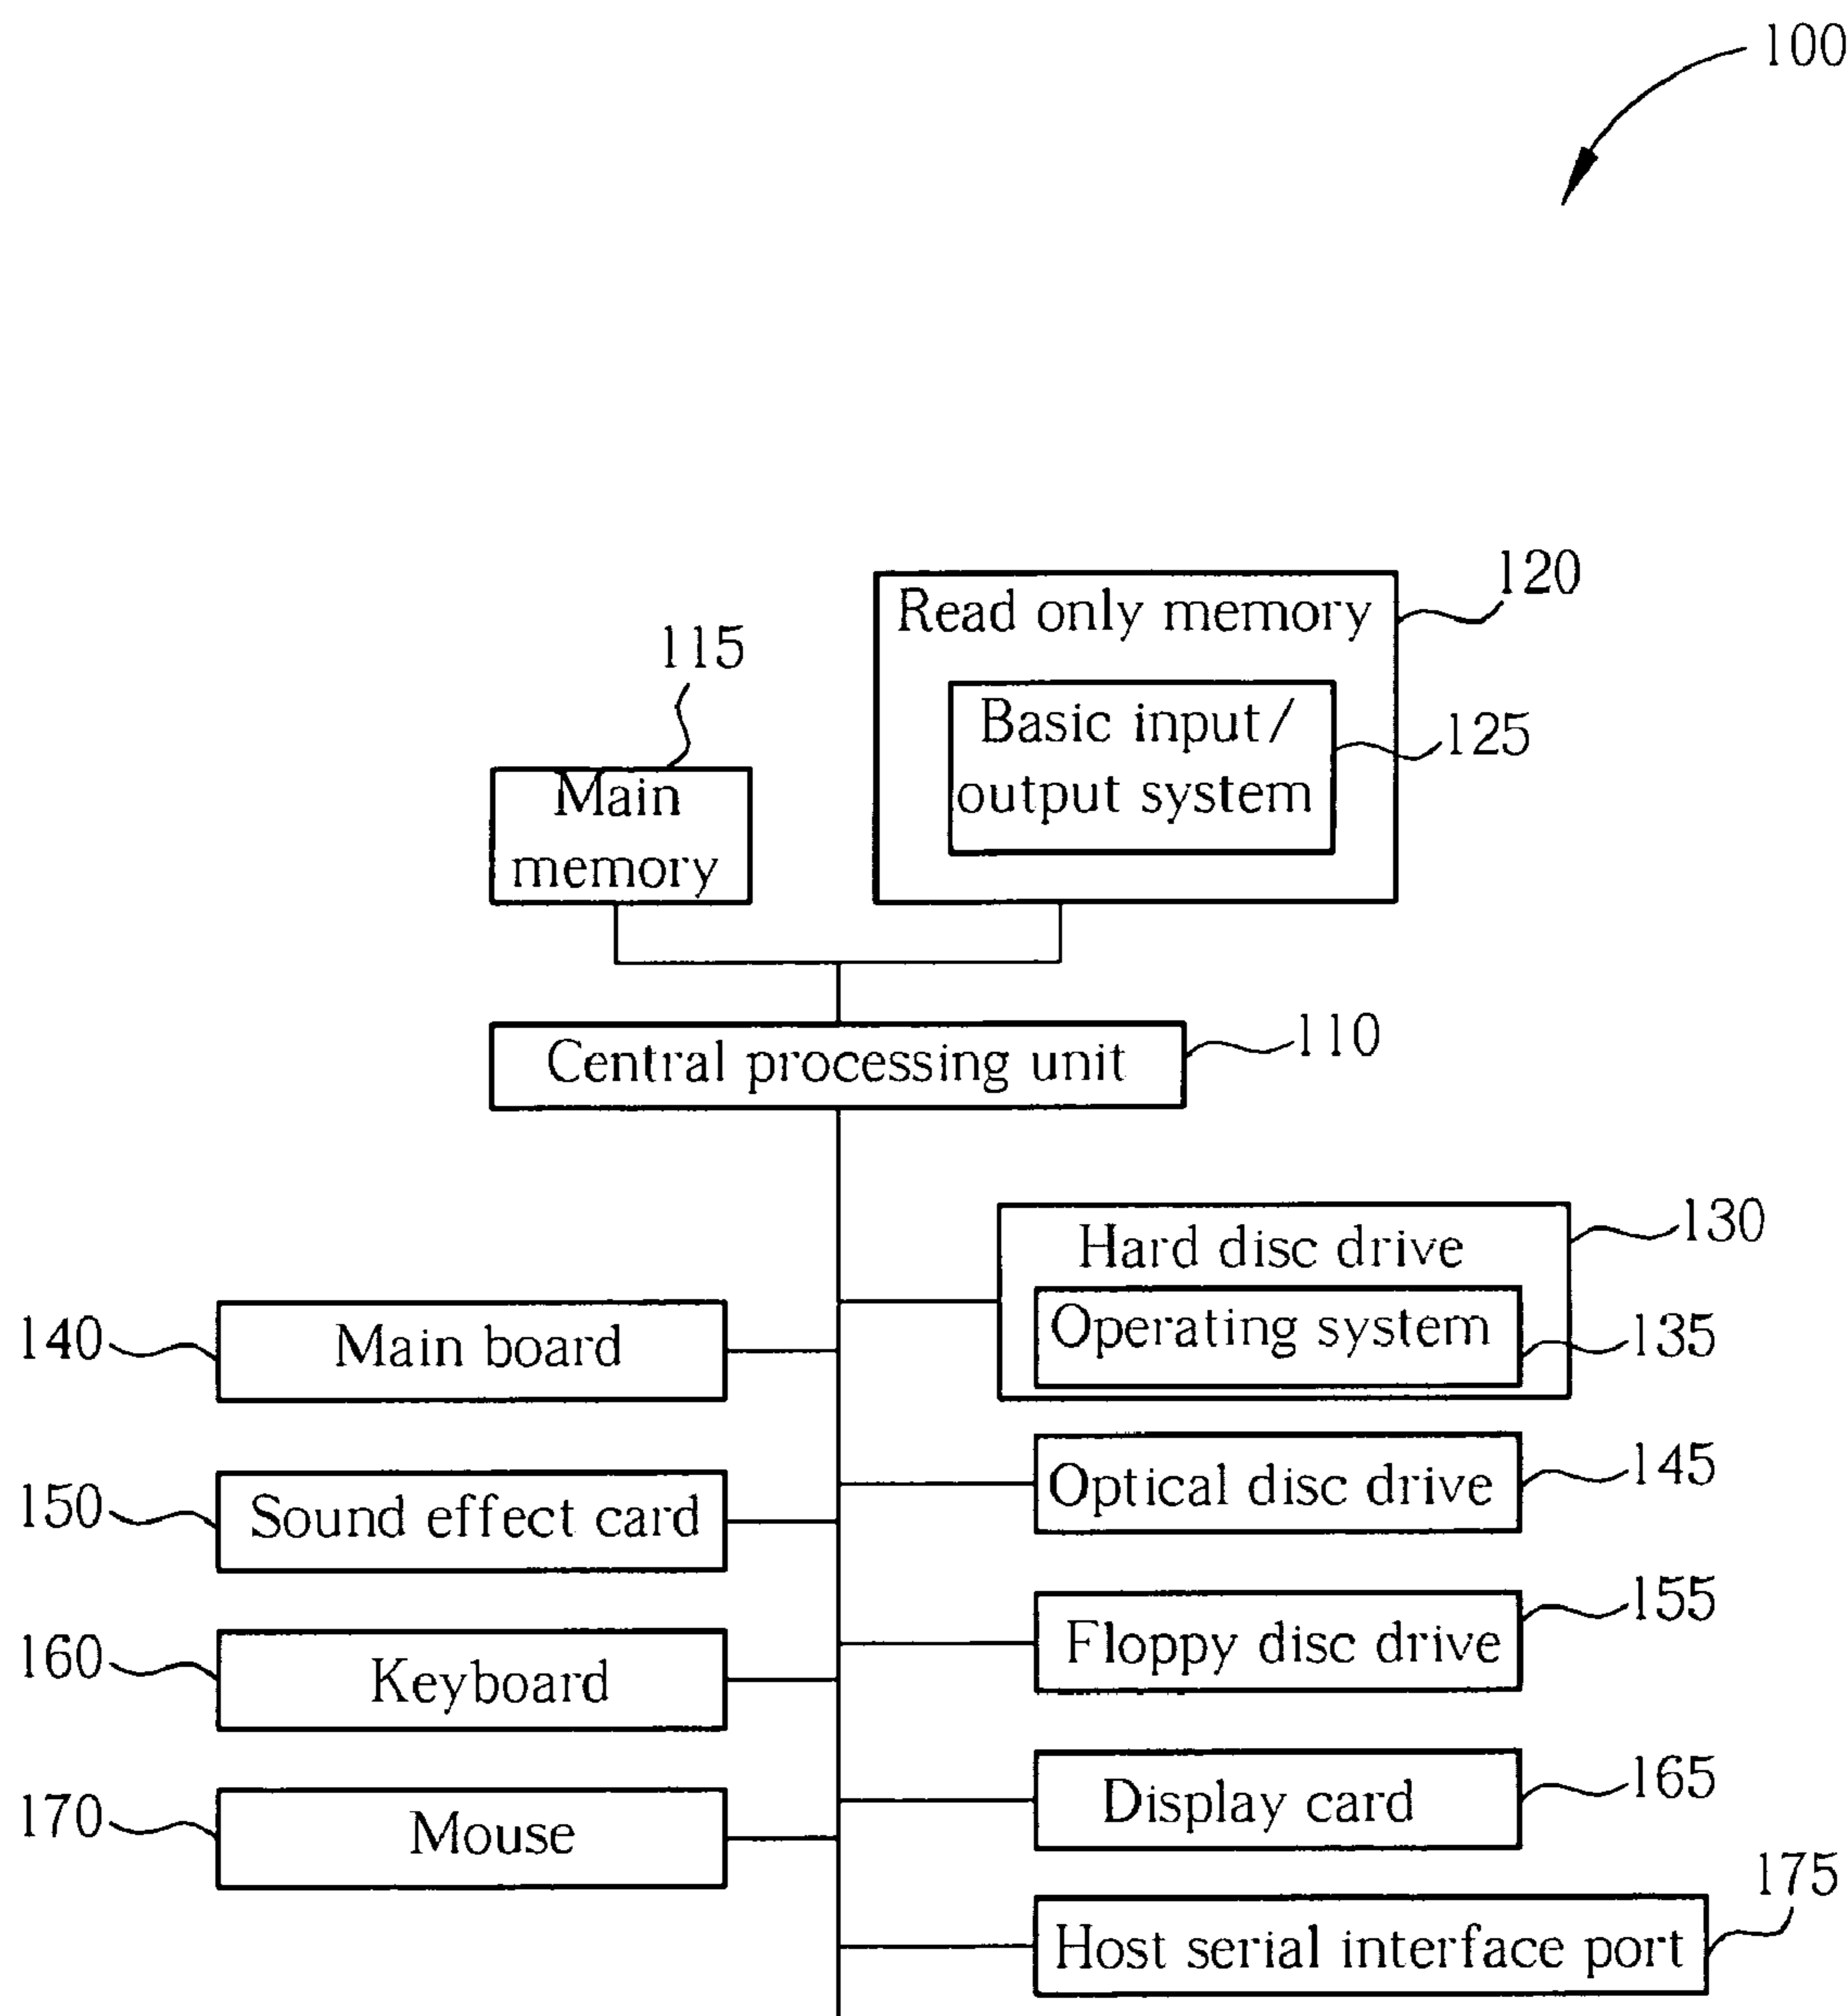 100
120
Read only memory
115
Basic input/
output system
125
Main
memory
Central processing unit
110
130
Hard disc drive
Operating system
135
140
Main board
Optical disc drive
145
150
Sound effect card
155
Floppy disc drive
160
Keyboard
165
Display card
170
Mouse
175
Host serial interface port